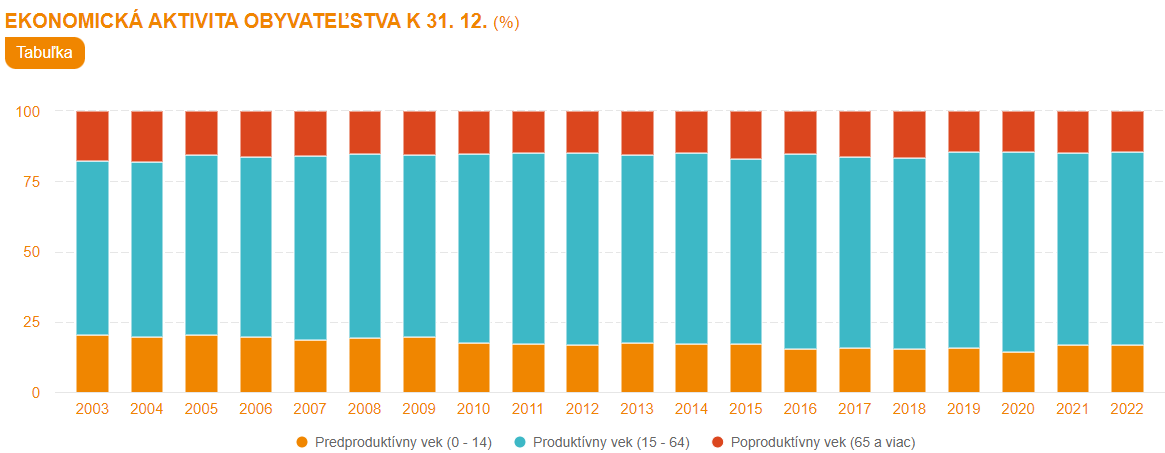 EKONOMICKÁ AKTIVITA OBYVATEĽSTVA K 31. 12. (%)
Tabuľka
100
75
50
25
0
2003 2004 2005 2006 2007 2008 2009 2010 2011 2012 2013 2014 2015 2016 2017 2018 2019 2020 2021 2022
Predproduktívny vek (0 - 14) Produktívny vek (15 - 64) Poproduktívny vek (65 a viac)